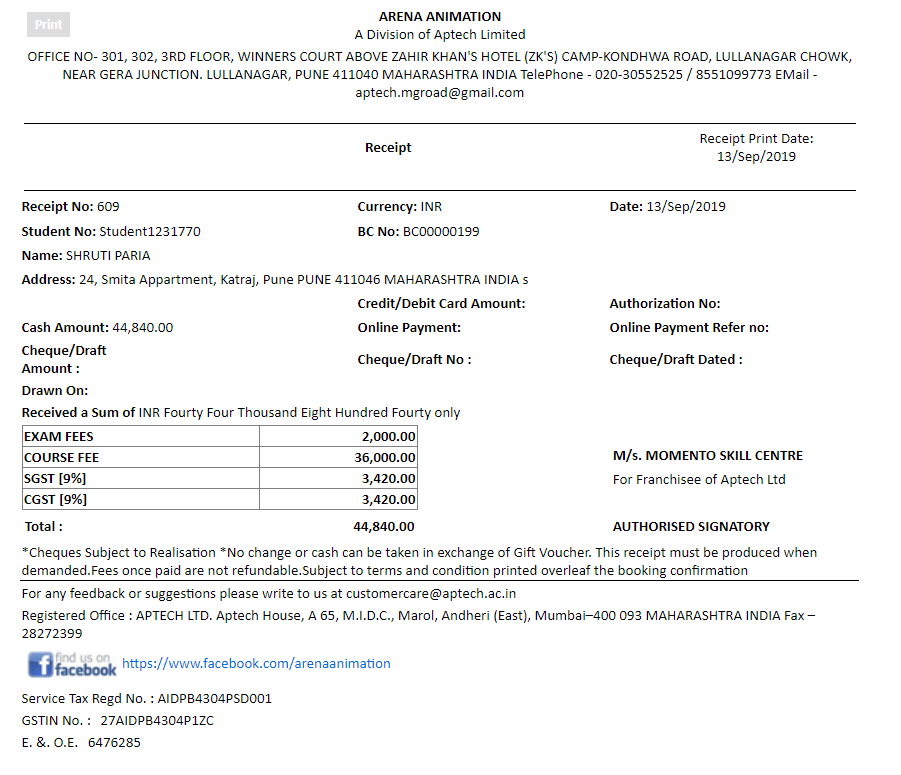 Print
ARENA ANIMATION
A Division of Aptech Limited
OFFICE NO- 301, 302, 3RD FLOOR, WINNERS COURT ABOVE ZAHIR KHAN'S HOTEL (ZK'S) CAMP-KONDHWA ROAD, LULLANAGAR CHOWK,
NEAR GERA JUNCTION. LULLANAGAR, PUNE 411040 MAHARASHTRA INDIA TelePhone - 020-30552525 / 8551099773 EMail -
aptech.mgroad@gmail.com
Receipt
Receipt Print Date:
13/Sep/2019
Receipt No: 609 Currency: INR Date: 13/Sep/2019
Student No: Student1231770 BC No: BC00000199
Name: SHRUTI PARIA
Address: 24, Smita Appartment, Katraj, Pune PUNE 411046 MAHARASHTRA INDIA s
Credit/Debit Card Amount: Authorization No:
Cash Amount: 44,840.00 Online Payment: Online Payment Refer no:
Cheque/Draft
Amount : Cheque/Draft No : Cheque/Draft Dated :
Drawn On:
Received a Sum of INR Fourty Four Thousand Eight Hundred Fourty only
EXAM FEES 2,000.00
COURSE FEE 36,000.00
SGST [9%] 3,420.00
CGST [9%] 3,420.00
M/s. MOMENTO SKILL CENTRE
For Franchisee of Aptech Ltd
Total : 44,840.00 AUTHORISED SIGNATORY
*Cheques Subject to Realisation *No change or cash can be taken in exchange of Gift Voucher. This receipt must be produced when
demanded.Fees once paid are not refundable.Subject to terms and condition printed overleaf the booking confirmation
For any feedback or suggestions please write to us at customercare@aptech.ac.in
Registered Office : APTECH LTD. Aptech House, A 65, M.I.D.C., Marol, Andheri (East), Mumbai–400 093 MAHARASHTRA INDIA Fax –
28272399
find us on
facebook https://www.facebook.com/arenaanimation
Service Tax Regd No. : AIDPB4304PSD001
GSTIN No. : 27AIDPB4304P1ZC
E. &. O.E. 6476285